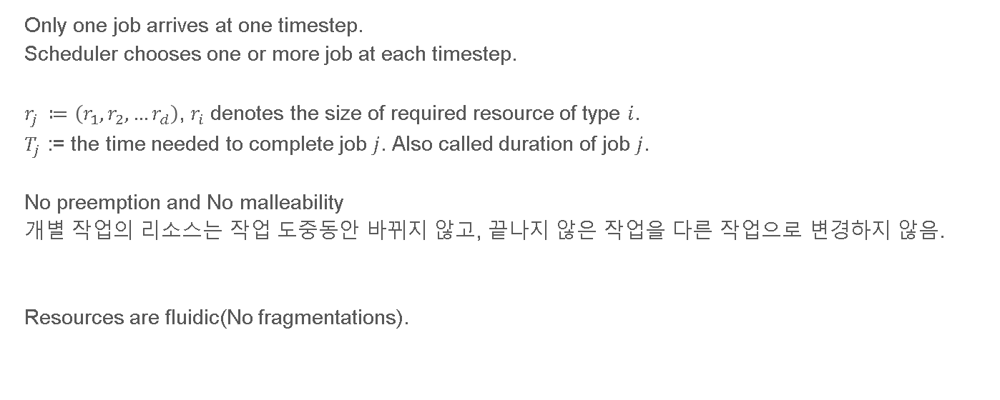 Only one job arrives at one timestep.
Scheduler chooses one or more job at each timestep.
r_j := (r_1, r_2, ... r_d), r_i denotes the size of required resource of type i.
T_j := the time needed to complete job j. Also called duration of job j.
No preemption and No malleability
개별 작업의 리소스는 작업 도중동안 바뀌지 않고, 끝나지 않은 작업을 다른 작업으로 변경하지 않음.
Resources are fluidic(No fragmentations).